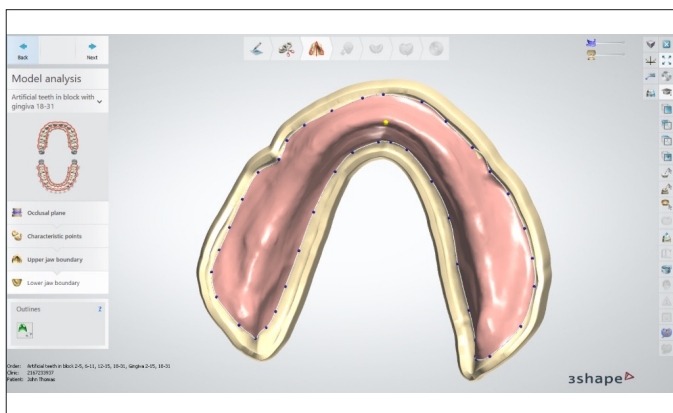 Back
Next
Model analysis
Artificial teeth in block with
gingiva 18-31
Occlusal plane
Characteristic points
Upper jaw boundary
Lower jaw boundary
Outlines 2
Order: Artificial teeth in block 2-5, 6-11, 12-15, 18-31, Gingiva 2-15, 18-31
Clinic: 2167233937
Patient: John Thomas
3shape